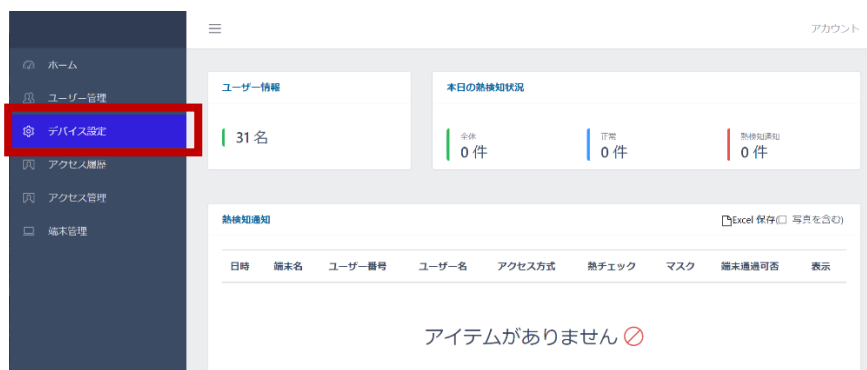 アカウント
ホーム
ユーザー管理
デバイス設定
アクセス履歴
アクセス管理
端末管理
ユーザー情報
31 名
本日の熱検知状況
全体
0 件
正常
0 件
熱検知通知
0 件
熱検知通知
Excel 保存( 写真を含む)
日時 端末名 ユーザー番号 ユーザー名 アクセス方式 熱チェック マスク 端末通過可否 表示
アイテムがありません